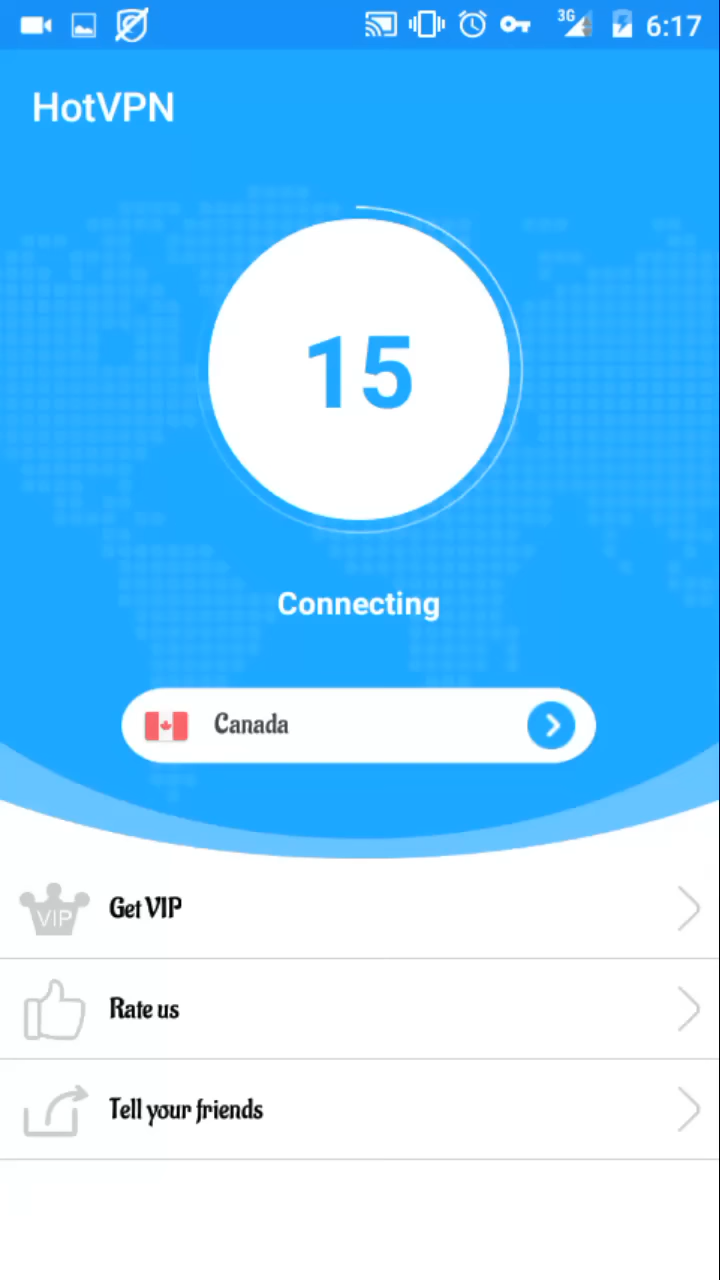 3G 6:17
HotVPN
15
Connecting
Canada
VIP Get VIP
Rate us
Tell your friends